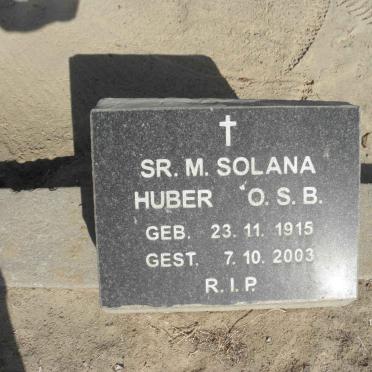 SR. M. SOLANA
HUBER O. S. B.
GEB. 23. 11. 1915
GEST. 7. 10. 2003
R. I. P.